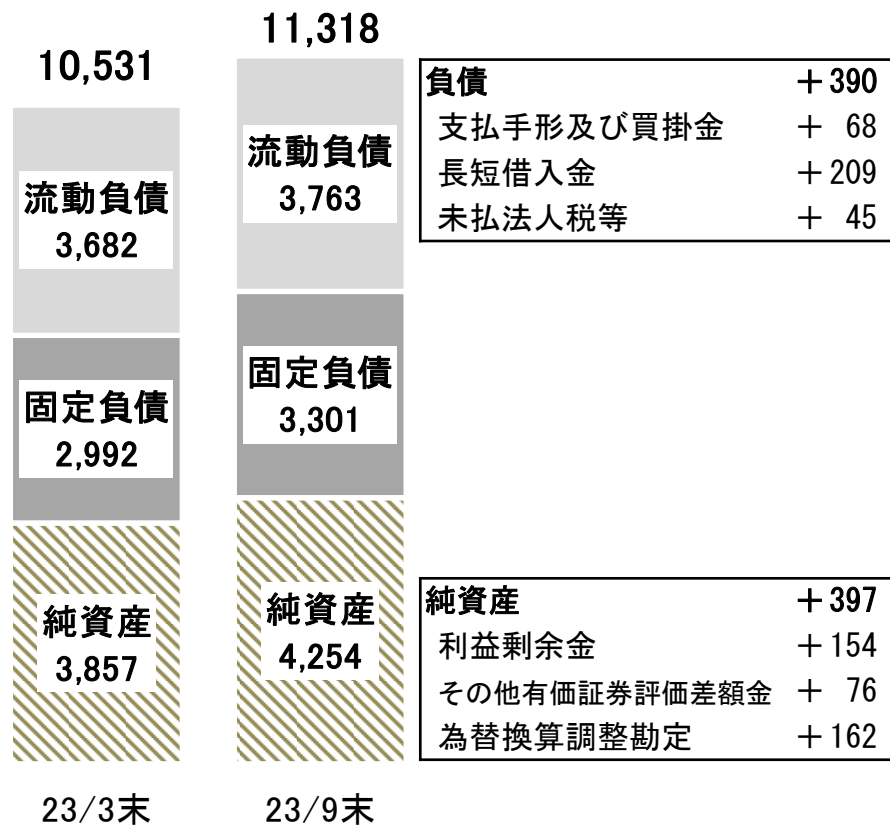 10,531
流動負債
3,682
固定負債
2,992
純資産
3,857
23/3末
11,318
流動負債
3,763
固定負債
3,301
純資産
4,254
23/9末
負債 +390
支払手形及び買掛金 + 68
長短借入金 +209
未払法人税等 + 45
純資産 +397
利益剰余金 +154
その他有価証券評価差額金 + 76
為替換算調整勘定 +162